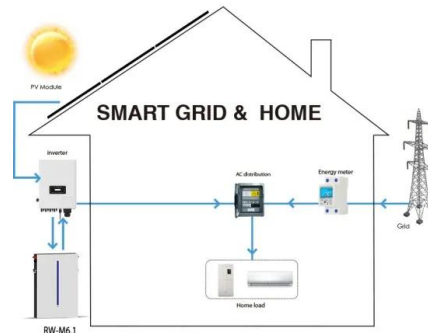 PV Module
SMART GRID & HOME
Inverter
AC distribution
Energy meter
Grid
Home load
RW-M6.1